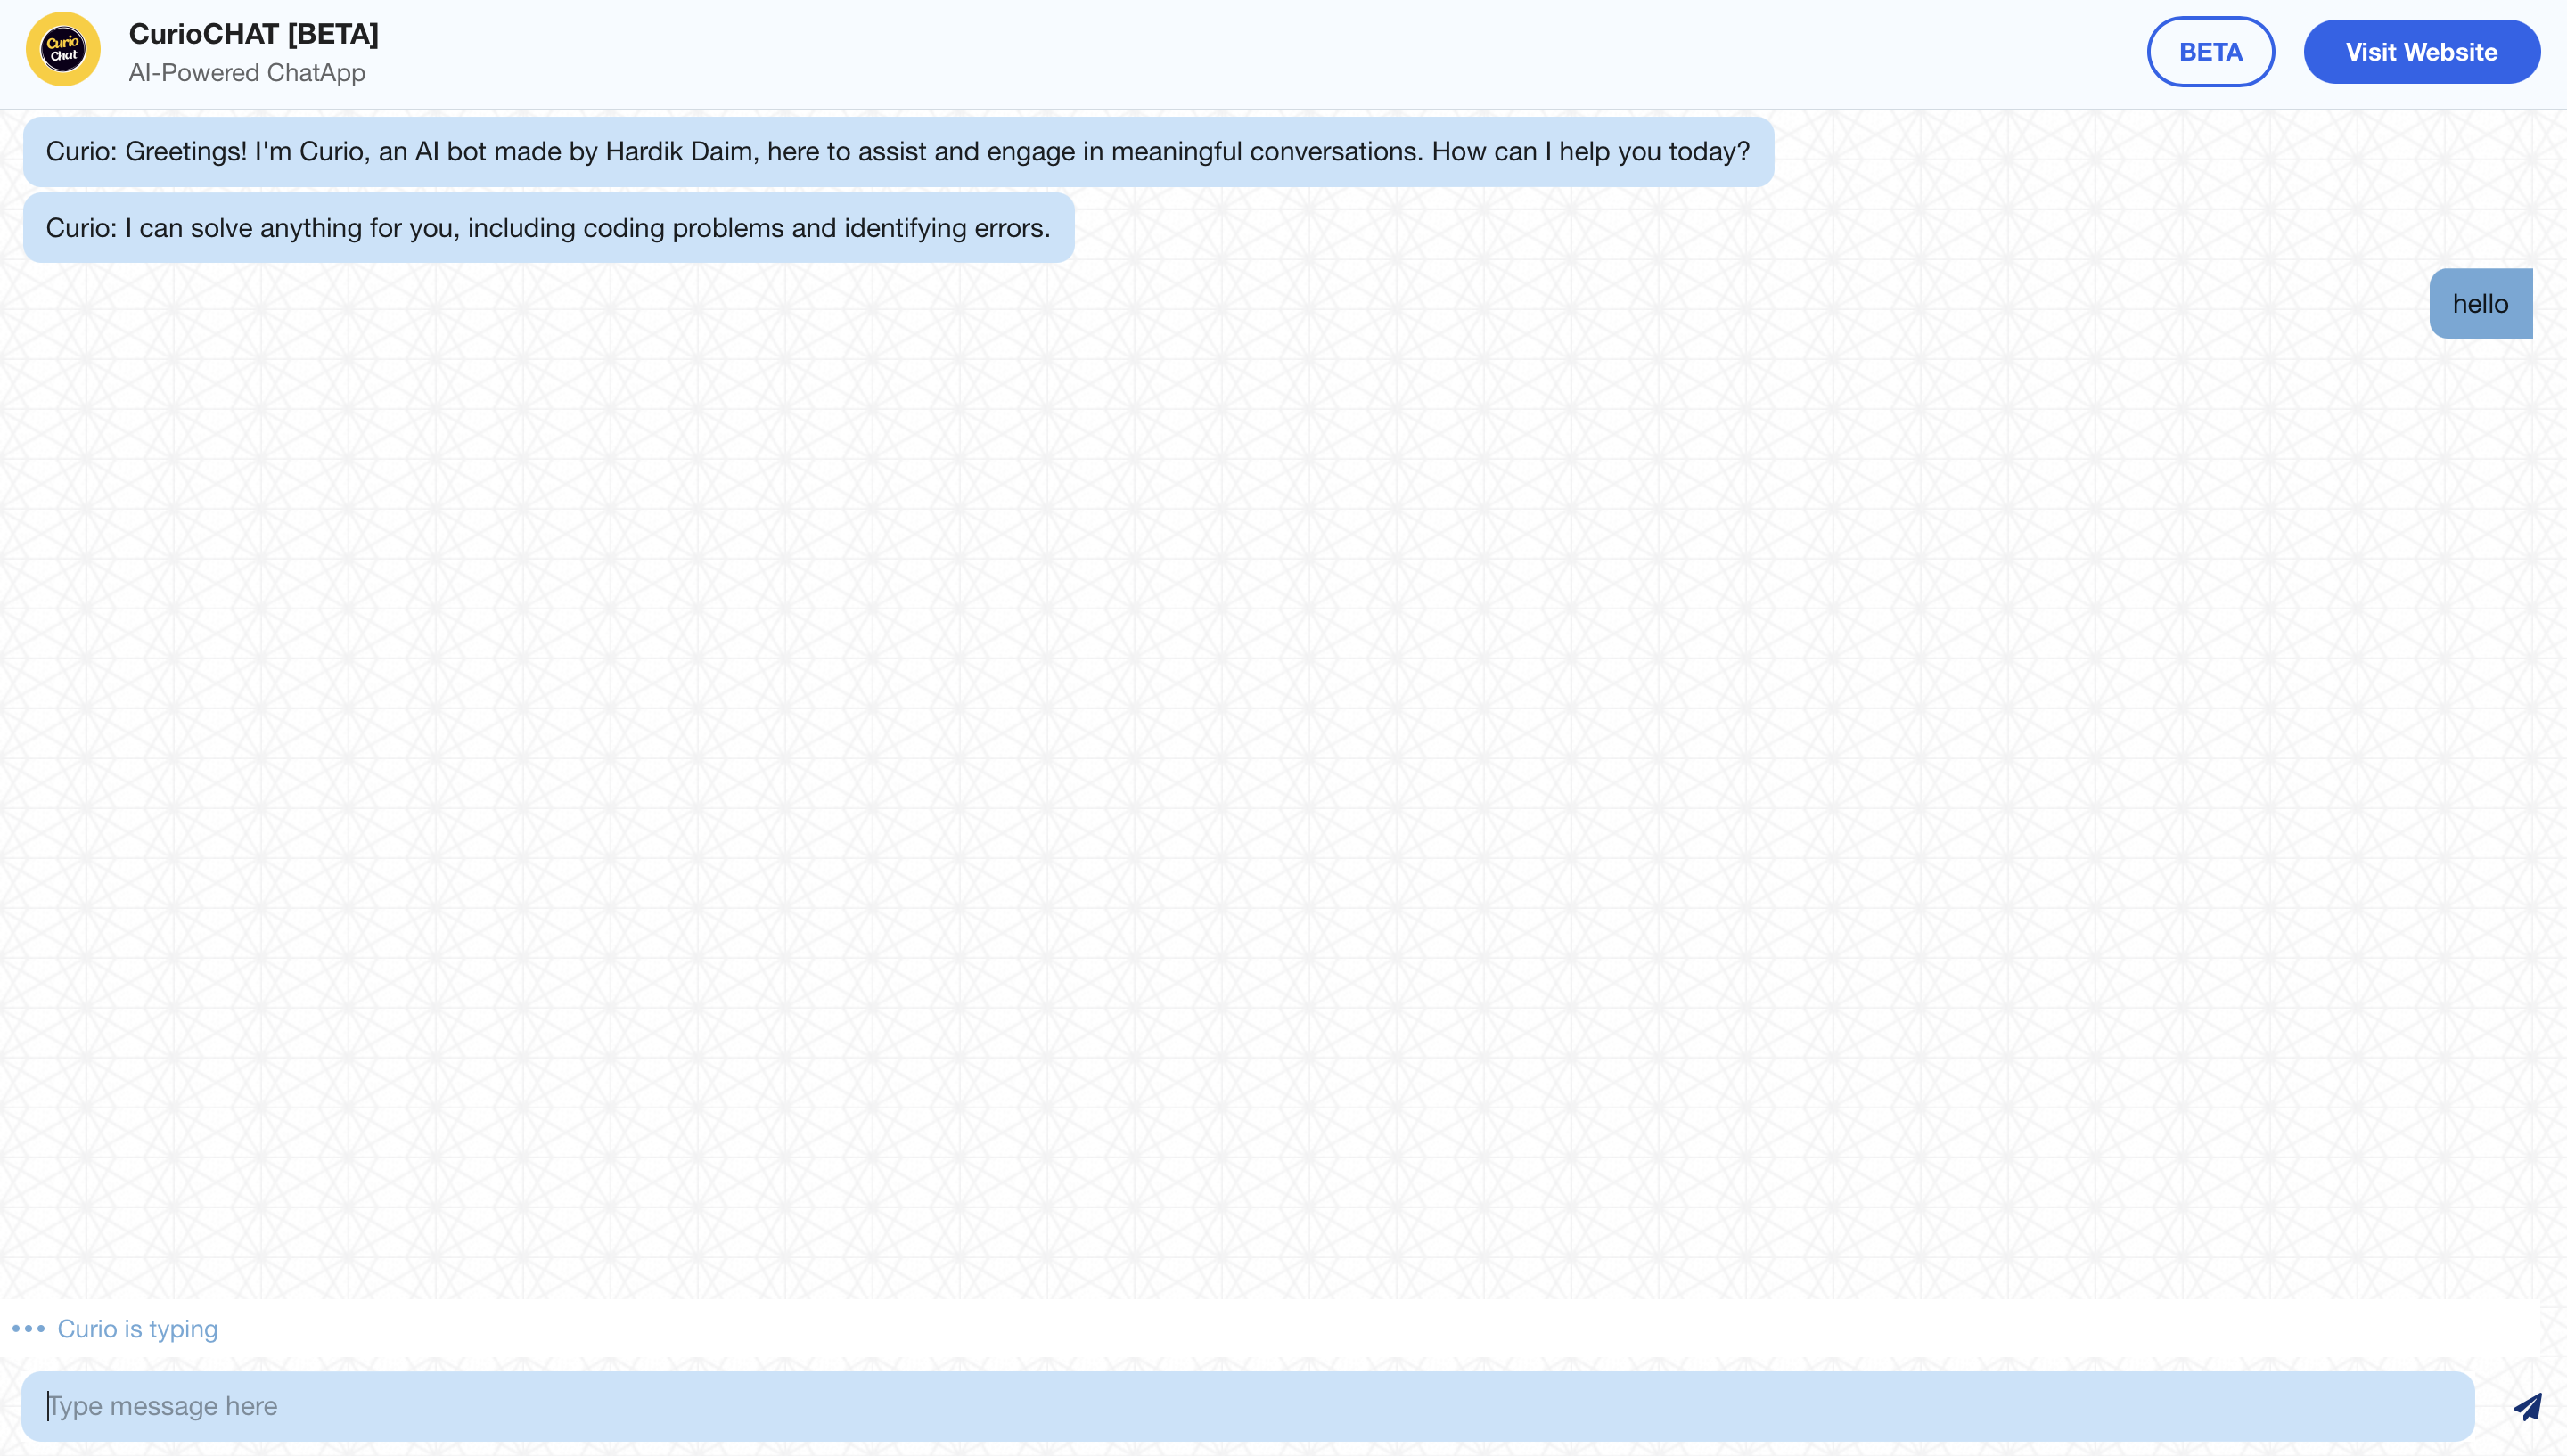 Curio
Chat
CurioCHAT [BETA]
AI-Powered ChatApp
BETA
Visit Website
Curio: Greetings! I'm Curio, an AI bot made by Hardik Daim, here to assist and engage in meaningful conversations. How can I help you today?
Curio: I can solve anything for you, including coding problems and identifying errors.
hello
Curio is typing
Type message here